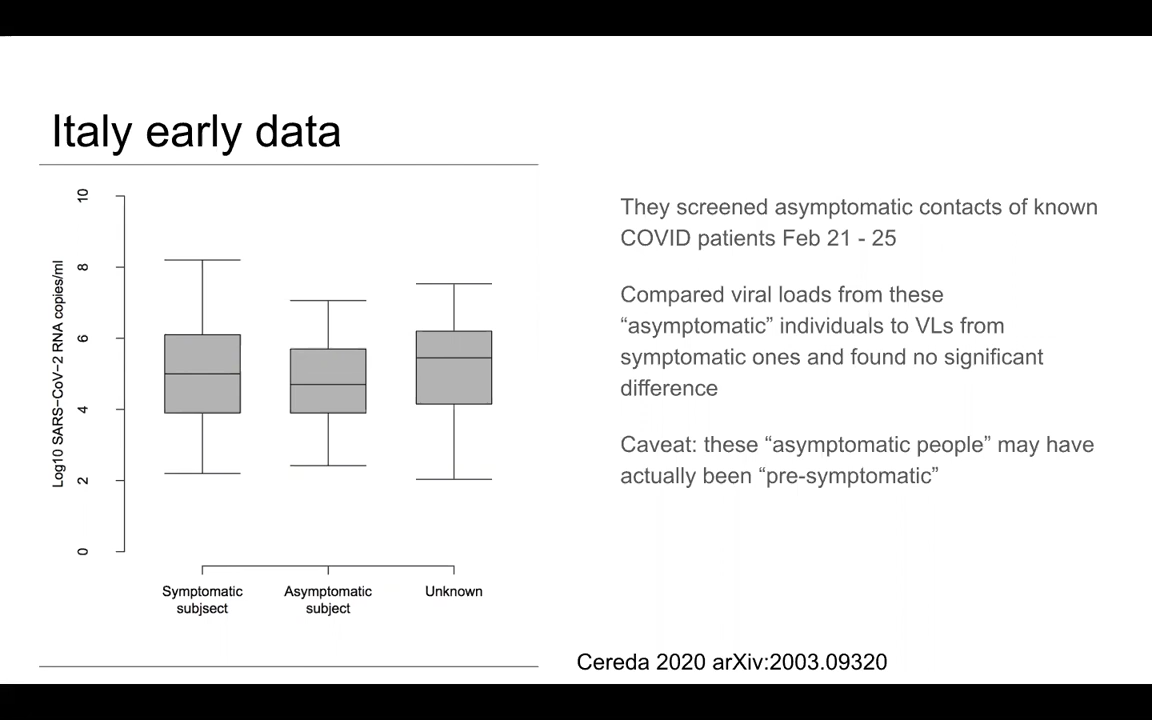 Italy early data
Log10 SARS−CoV−2 RNA copies/ml
10
8
6
4
2
0
Symptomatic
subjsect
Asymptomatic
subject
Unknown
They screened asymptomatic contacts of known
COVID patients Feb 21 - 25
Compared viral loads from these
“asymptomatic” individuals to VLs from
symptomatic ones and found no significant
difference
Caveat: these “asymptomatic people” may have
actually been “pre-symptomatic”
Cereda 2020 arXiv:2003.09320